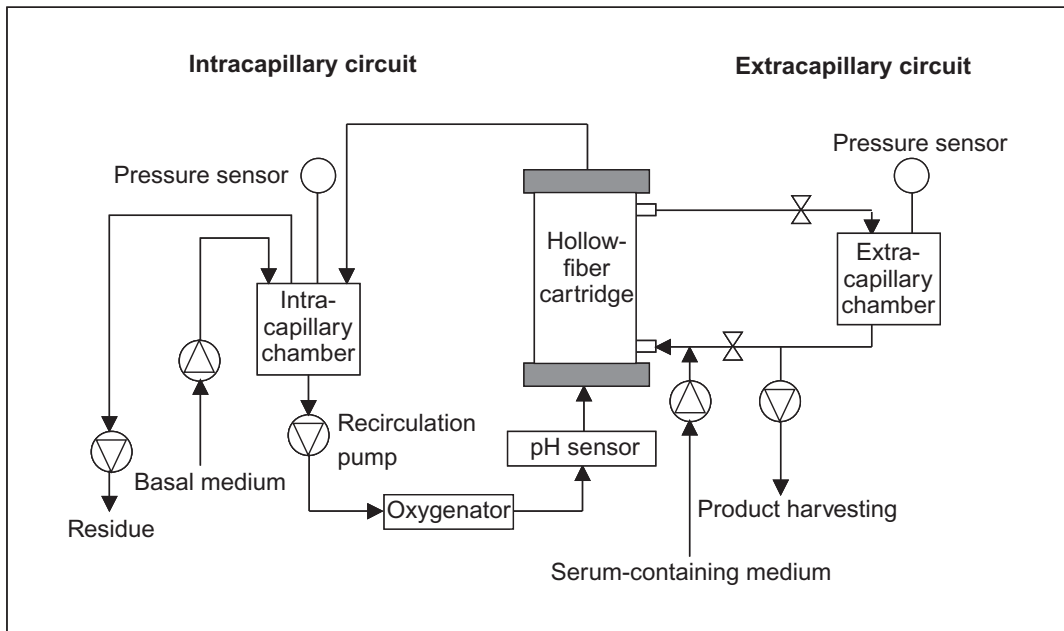 Intracapillary circuit
Extracapillary circuit
Pressure sensor
Pressure sensor
Hollow-
fiber
cartridge
Extra-
capillary
chamber
Intra-
capillary
chamber
Recirculation
pump
pH sensor
Basal medium
Oxygenator
Product harvesting
Residue
Serum-containing medium